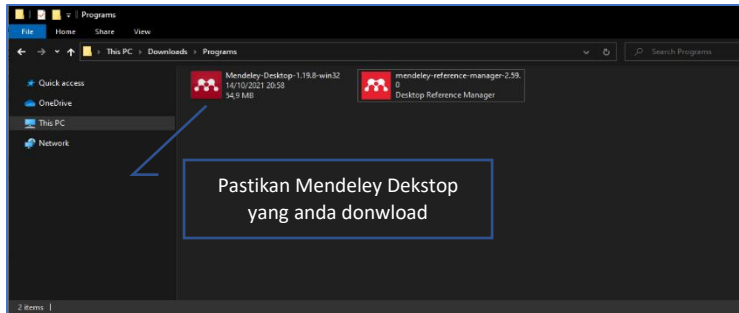 Programs
File Home Share View
This PC > Downloads > Programs
Search Programs
Quick access
OneDrive
This PC
Network
Mendeley-Desktop-1.19.8-win32
14/10/2021 20:58
54,9 MB
mendeley-reference-manager-2.59.
0
Desktop Reference Manager
Pastikan Mendeley Dekstop
yang anda donwload
2 items